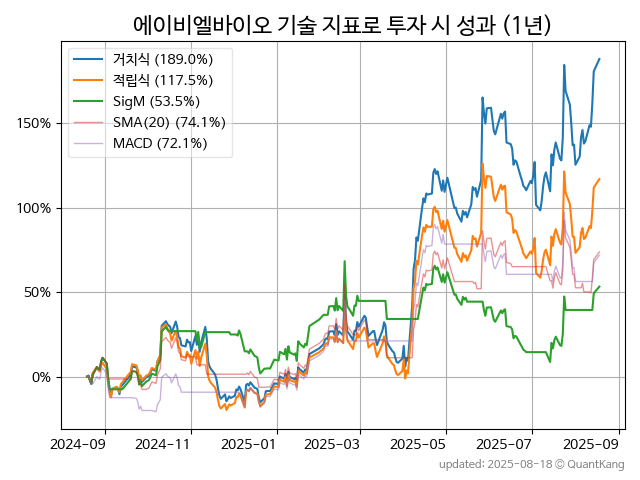 에이비엘바이오 기술 지표로 투자 시 성과 (1년)
거치식 (189.0%)
적립식 (117.5%)
SigM (53.5%)
SMA(20) (74.1%)
MACD (72.1%)
150%
100%
50%
0%
2024-09 2024-11 2025-01 2025-03 2025-05 2025-07 2025-09
updated: 2025-08-18 © QuantKang